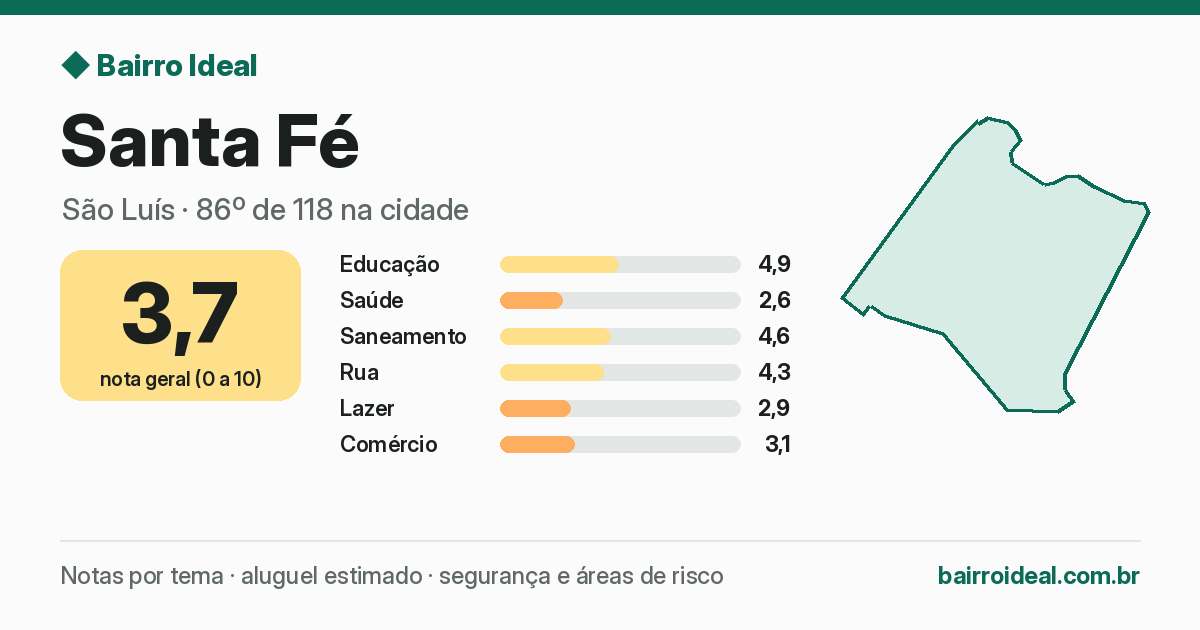 Bairro Ideal
Santa Fé
São Luís · 86º de 118 na cidade
3,7
nota geral (0 a 10)
Educação 4,9
Saúde 2,6
Saneamento 4,6
Rua 4,3
Lazer 2,9
Comércio 3,1
Notas por tema · aluguel estimado · segurança e áreas de risco
bairroideal.com.br